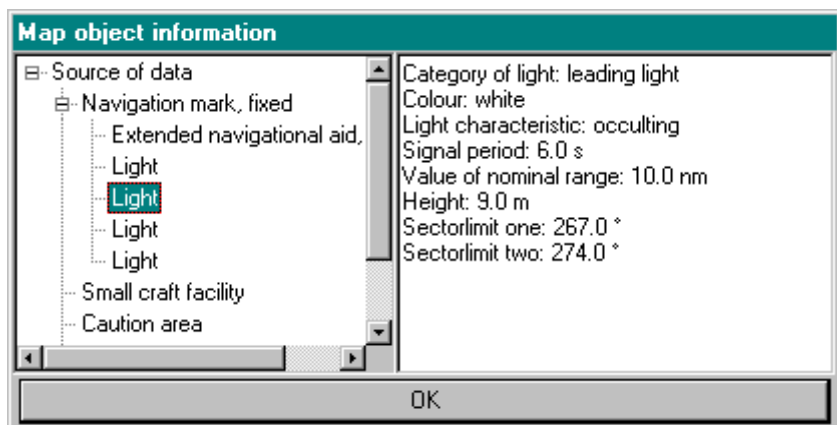 Map object information
Source of data
Navigation mark, fixed
Extended navigational aid,
Light
Light
Light
Light
Small craft facility
Caution area
Category of light: leading light
Colour: white
Light characteristic: occulting
Signal period: 6.0 s
Value of nominal range: 10.0 nm
Height: 9.0 m
Sectorlimit one: 267.0 °
Sectorlimit two: 274.0 °
OK